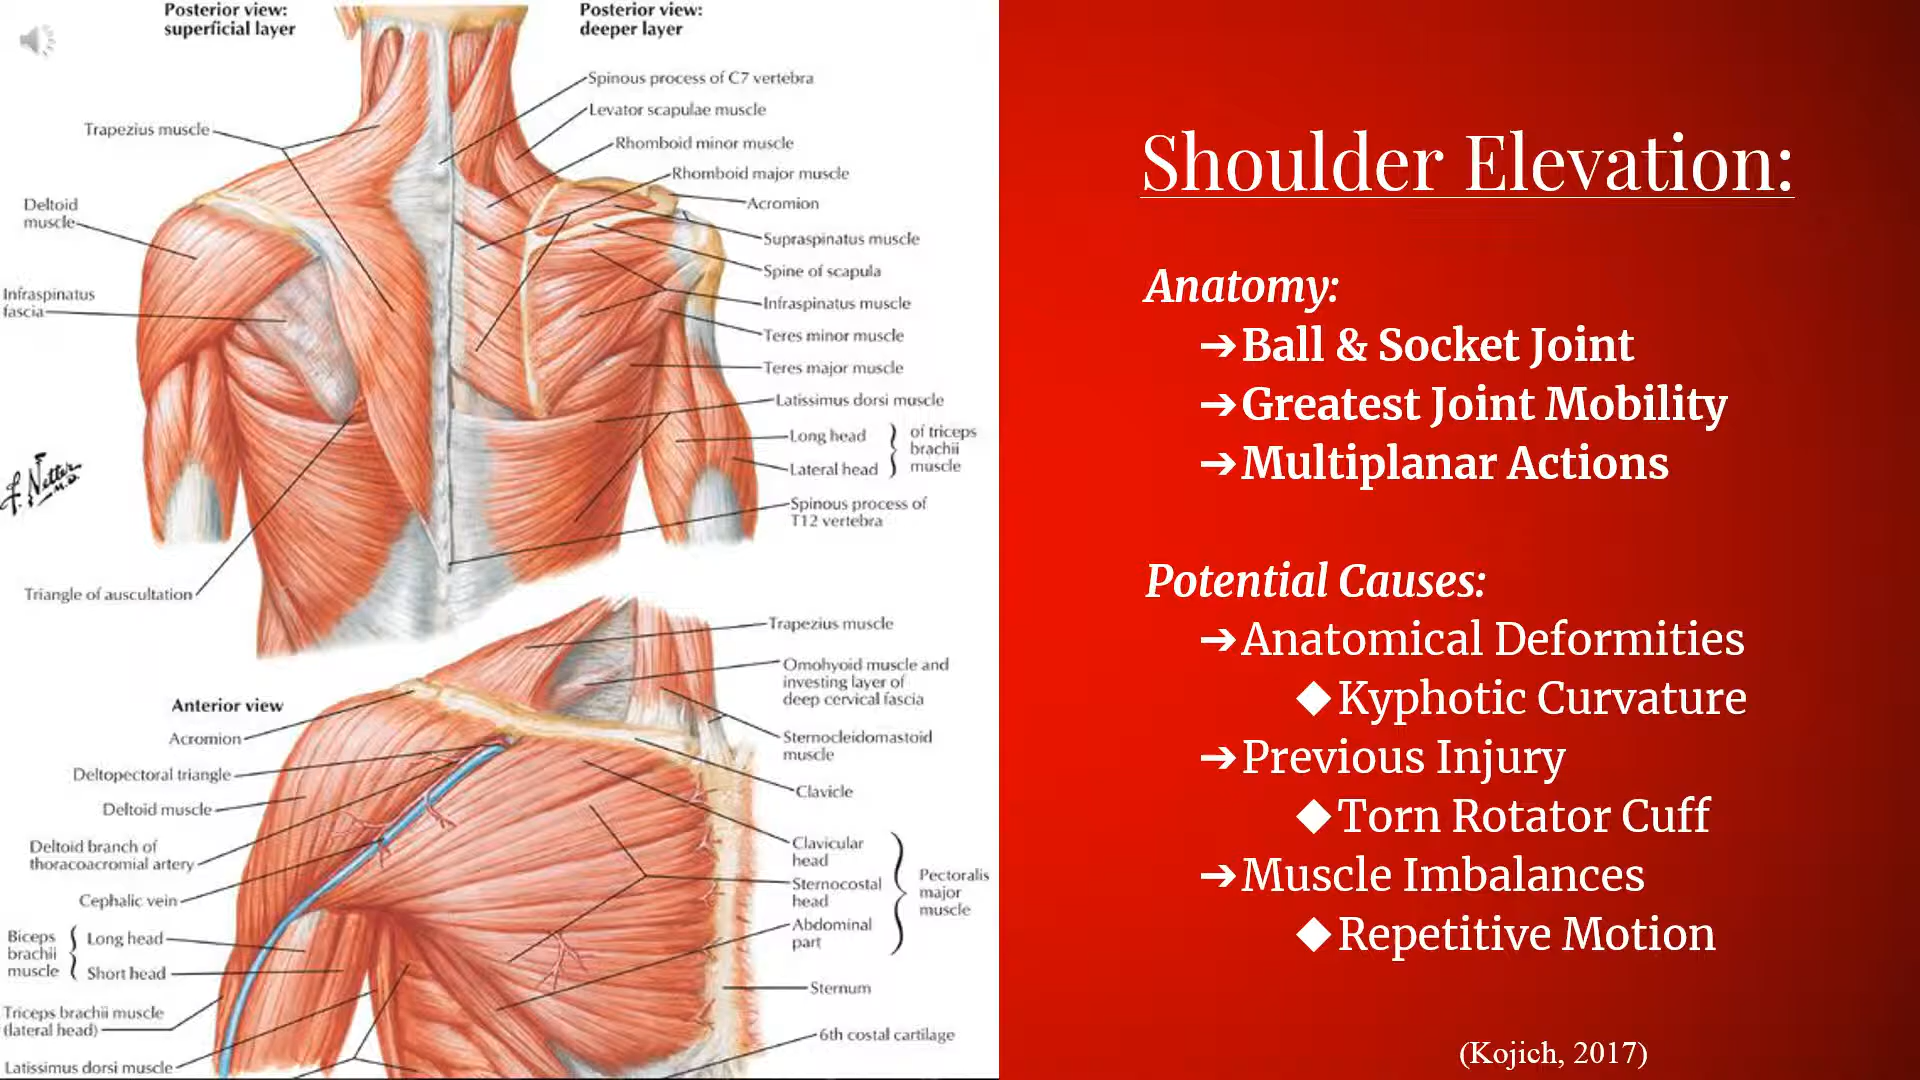 Posterior view:
superficial layer
Posterior view:
deeper layer
Spinous process of C7 vertebra
Levator scapulae muscle
Trapezius muscle
Rhomboid minor muscle
Rhomboid major muscle
Deltoid
muscle
Acromion
Supraspinatus muscle
Spine of scapula
Infraspinatus
fascia
Infraspinatus muscle
Teres minor muscle
Teres major muscle
Latissimus dorsi muscle
Long head
Lateral head
of triceps
brachii
muscle
F. Netter
M.D.
Spinous process of
T12 vertebra
Triangle of auscultation
Trapezius muscle
Omohyoid muscle and
investing layer of
deep cervical fascia
Anterior view
Acromion
Sternocleidomastoid
muscle
Deltopectoral triangle
Clavicle
Deltoid muscle
Deltoid branch of
thoracoacromial artery
Clavicular
head
Sternocostal
head
Abdominal
part
Pectoralis
major
muscle
Cephalic vein
Biceps
brachii
muscle
Long head
Short head
Sternum
Triceps brachii muscle
(lateral head)
6th costal cartilage
Latissimus dorsi muscle
Shoulder Elevation:
Anatomy:
➔Ball & Socket Joint
➔Greatest Joint Mobility
➔Multiplanar Actions
Potential Causes:
➔Anatomical Deformities
◆Kyphotic Curvature
➔Previous Injury
◆Torn Rotator Cuff
➔Muscle Imbalances
◆Repetitive Motion
(Kojich, 2017)